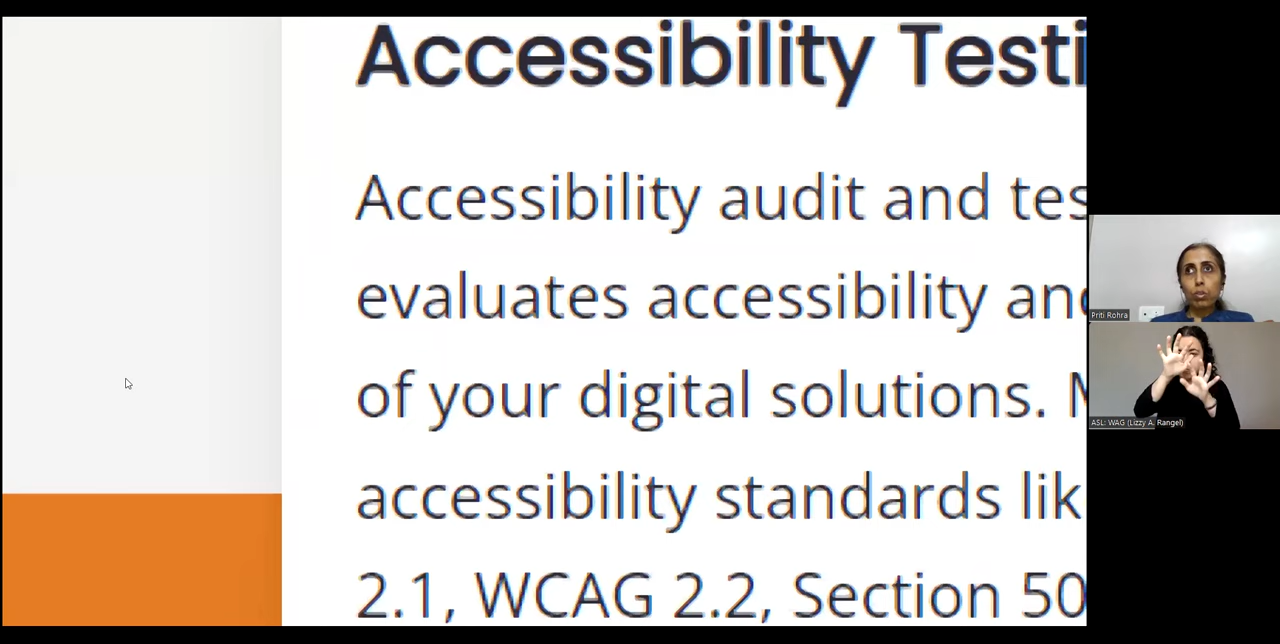 Accessibility Testi
Accessibility audit and tes
evaluates accessibility and
of your digital solutions. M
accessibility standards lik
2.1, WCAG 2.2, Section 50
Priti Rohra
ASL: WAG (Lizzy A. Rangel)